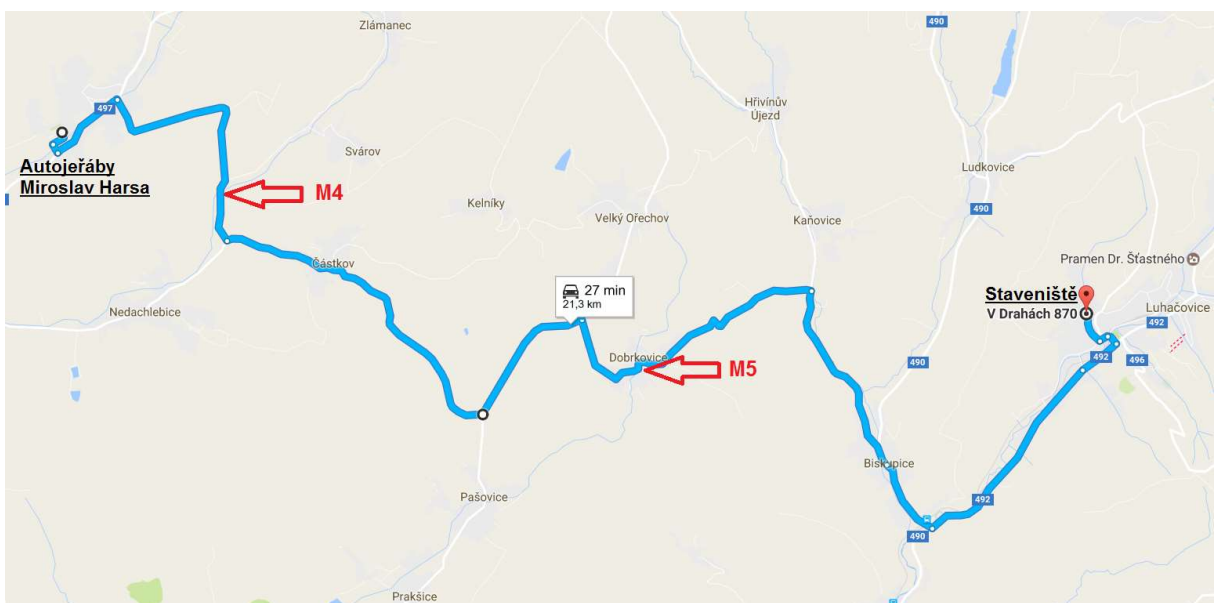 Zlámanec
490
497
Hřivínův
Újezd
Autojeřáby
Miroslav Harsa
Svárov
Ludkovice
M4
Kelníky
490
Velký Ořechov
Kaňovice
Pramen Dr. Šťastného
Částkov
27 min
21,3 km
Staveniště
V Drahách 870
Luhačovice
492
Nedachlebice
Dobrkovice
492
496
M5
490
Biskupice
Pašovice
492
490
Prakšice